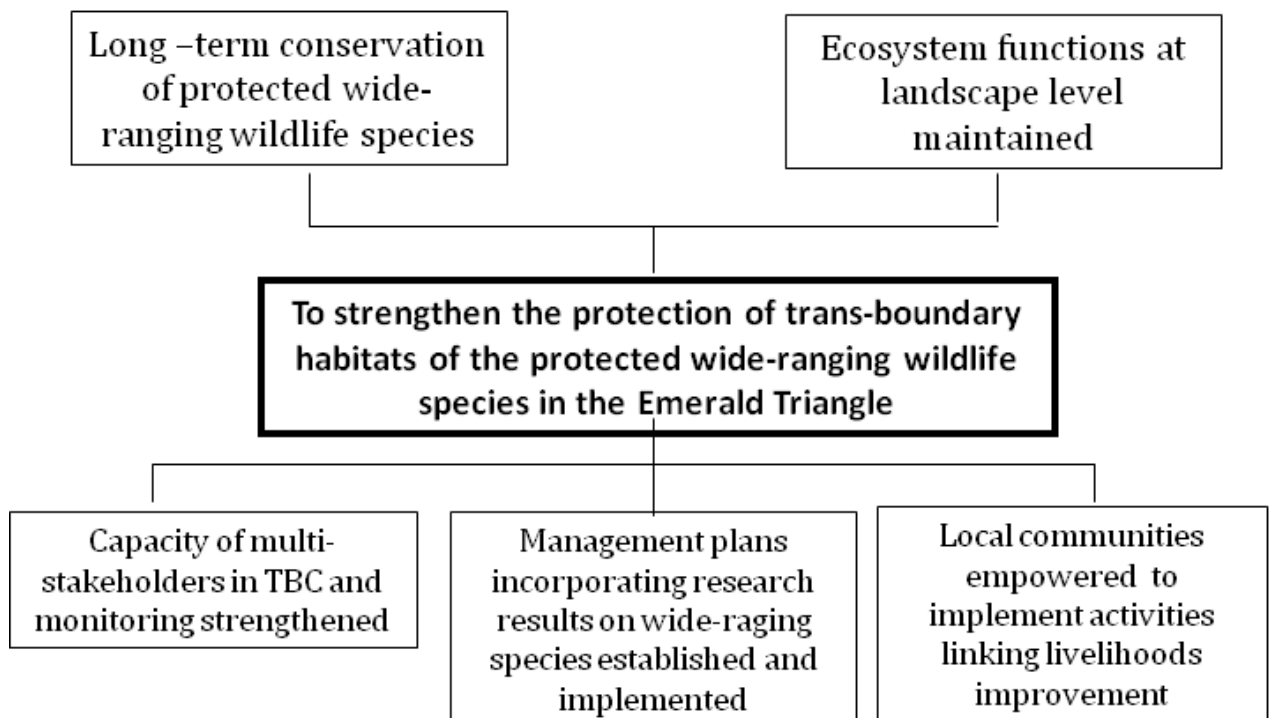 Long –term conservation
of protected wide-
ranging wildlife species
Ecosystem functions at
landscape level
maintained
To strengthen the protection of trans-boundary
habitats of the protected wide-ranging wildlife
species in the Emerald Triangle
Capacity of multi-
stakeholders in TBC and
monitoring strengthened
Management plans
incorporating research
results on wide-raging
species established and
implemented
Local communities
empowered to
implement activities
linking livelihoods
improvement